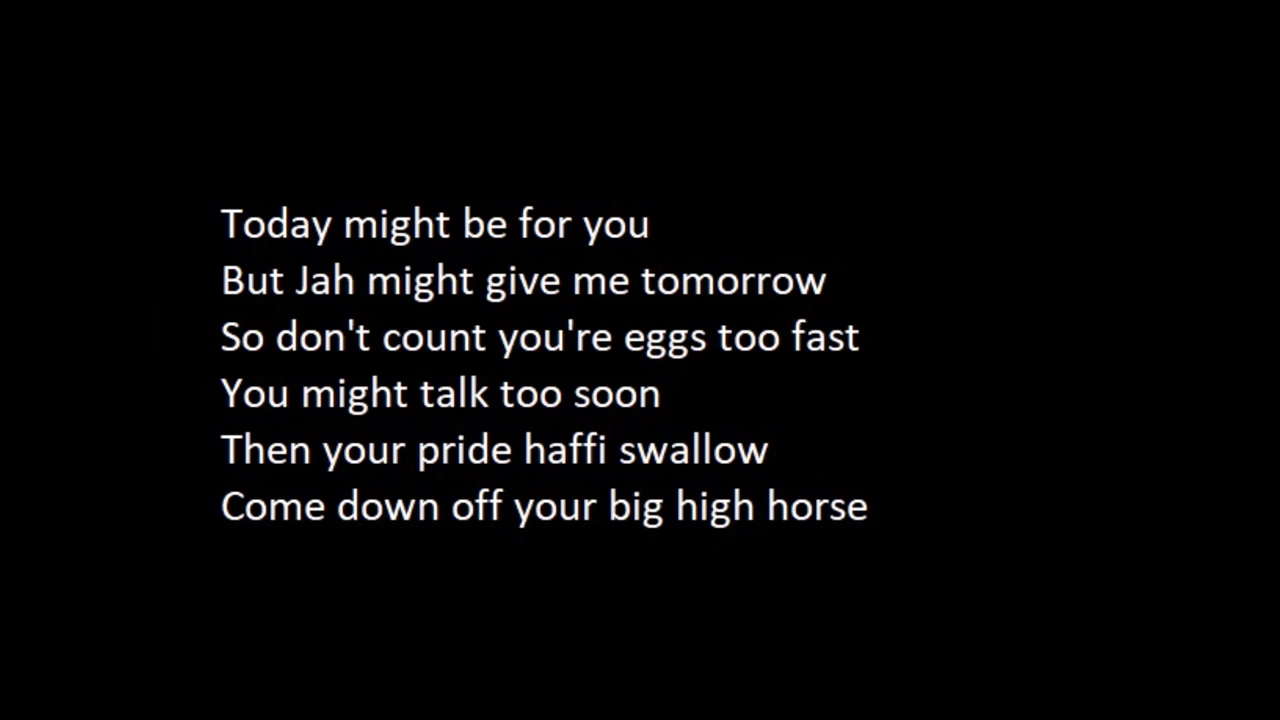 Today might be for you
But Jah might give me tomorrow
So don't count you're eggs too fast
You might talk too soon
Then your pride haffi swallow
Come down off your big high horse